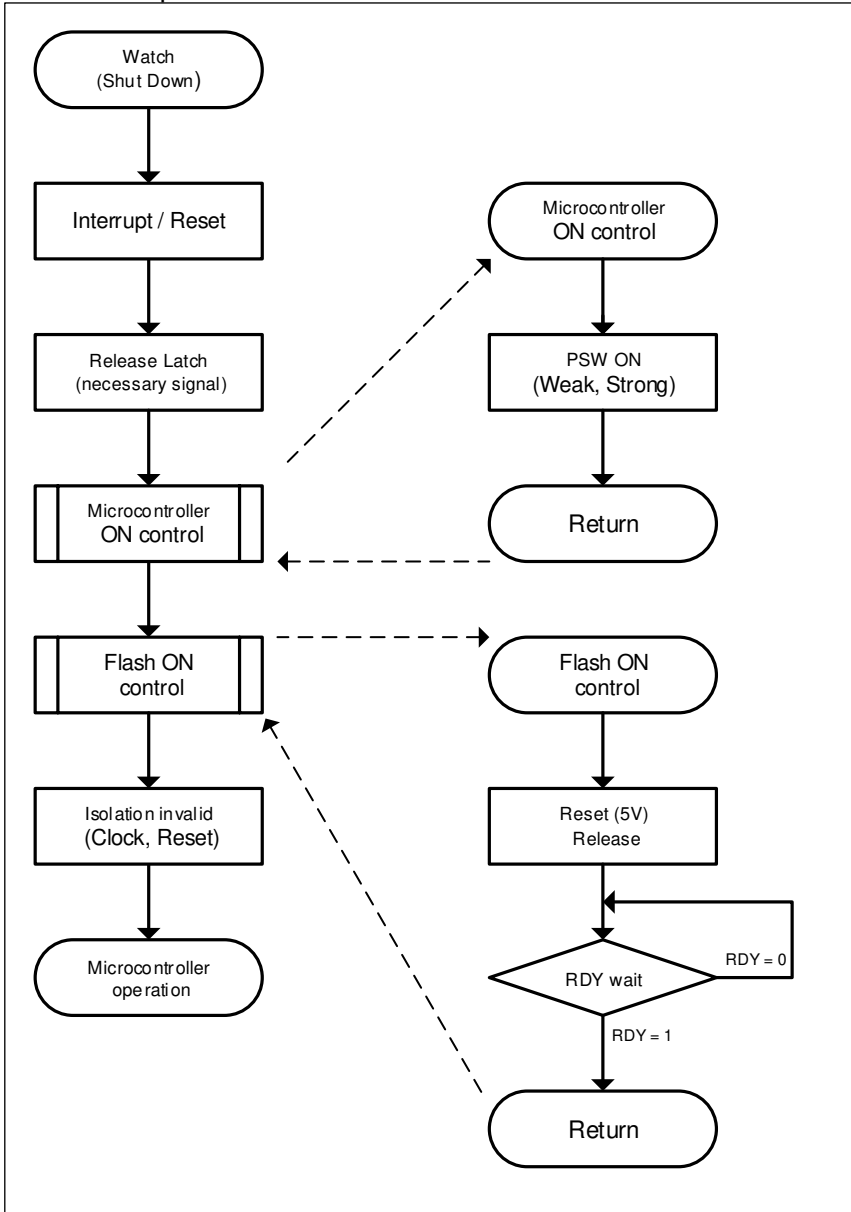 Watch
(Shut Down)
Interrupt / Reset
Release Latch
(necessary signal)
Microcontroller
ON control
Flash ON
control
Isolation invalid
(Clock, Reset)
Microcontroller
operation
Microcontroller
ON control
PSW ON
(Weak, Strong)
Return
Flash ON
control
Reset (5V)
Release
RDY wait
RDY = 0
RDY = 1
Return